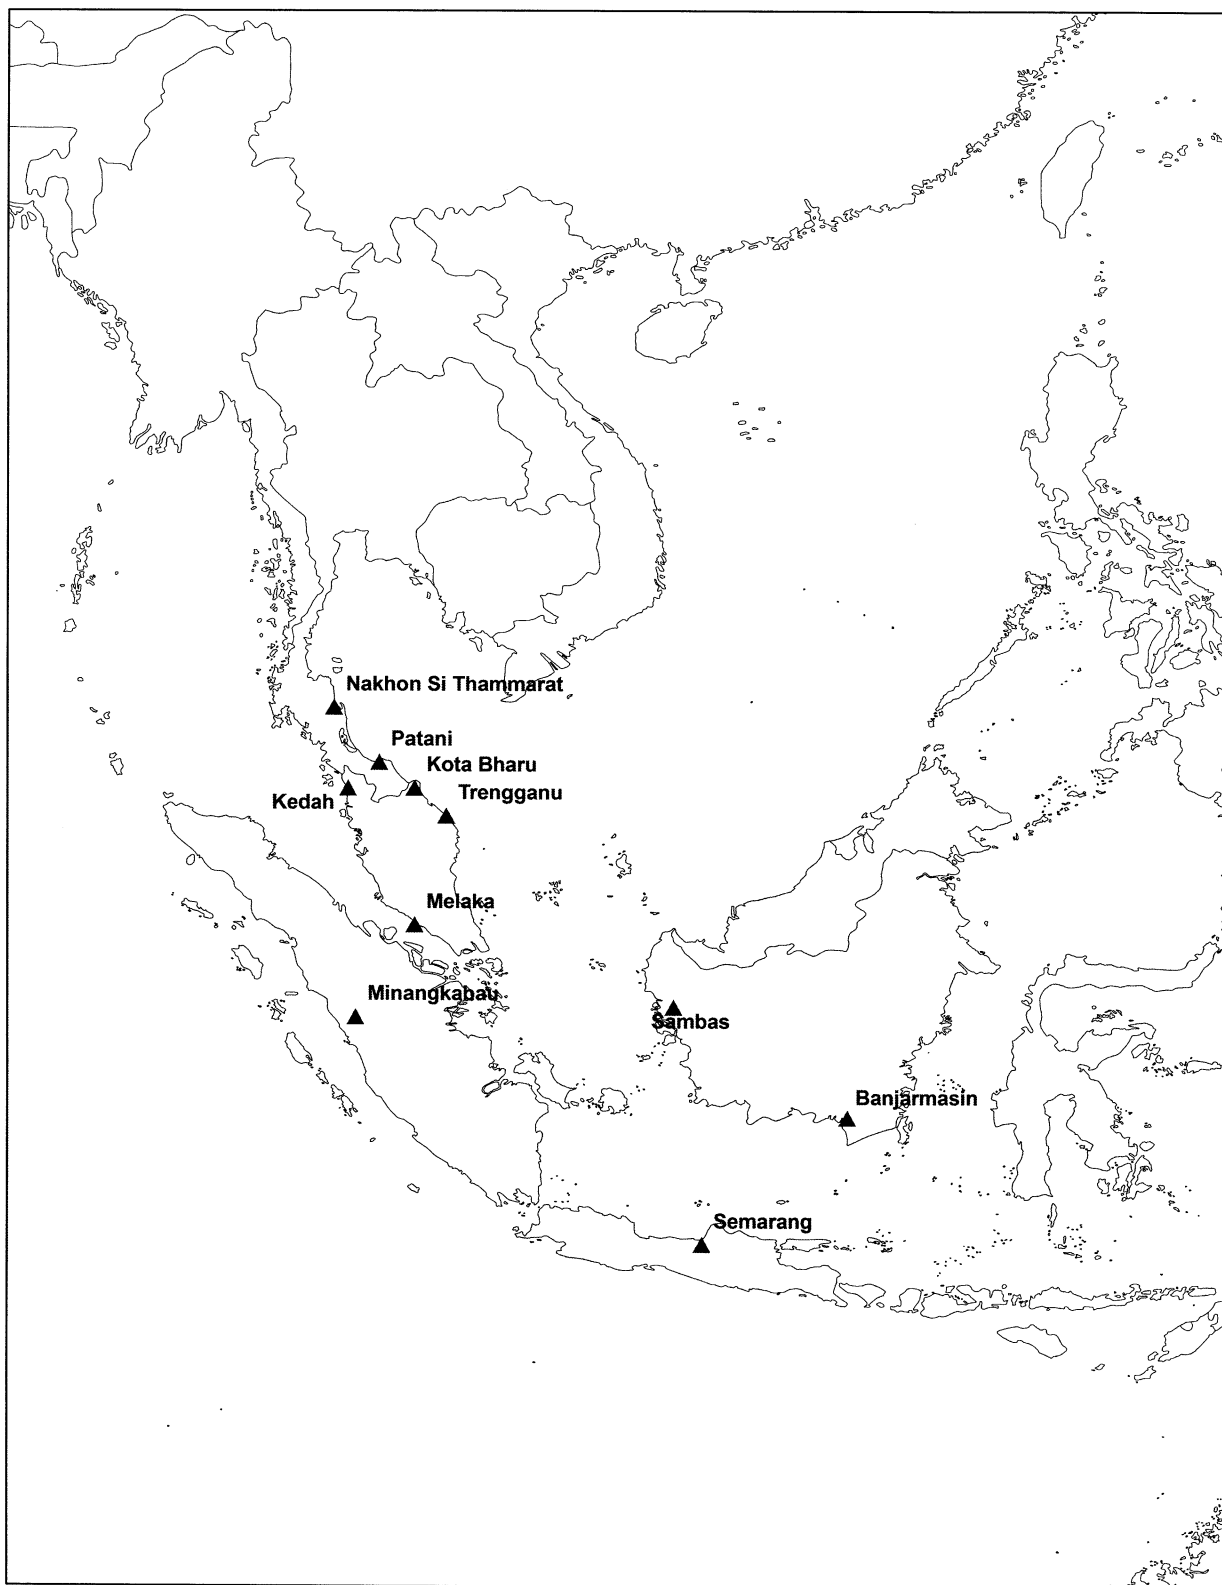 Nakhon Si Thammarat
Patani
Kota Bharu
Kedah
Trengganu
Melaka
Minangkabau
Sambas
Banjarmasin
Semarang